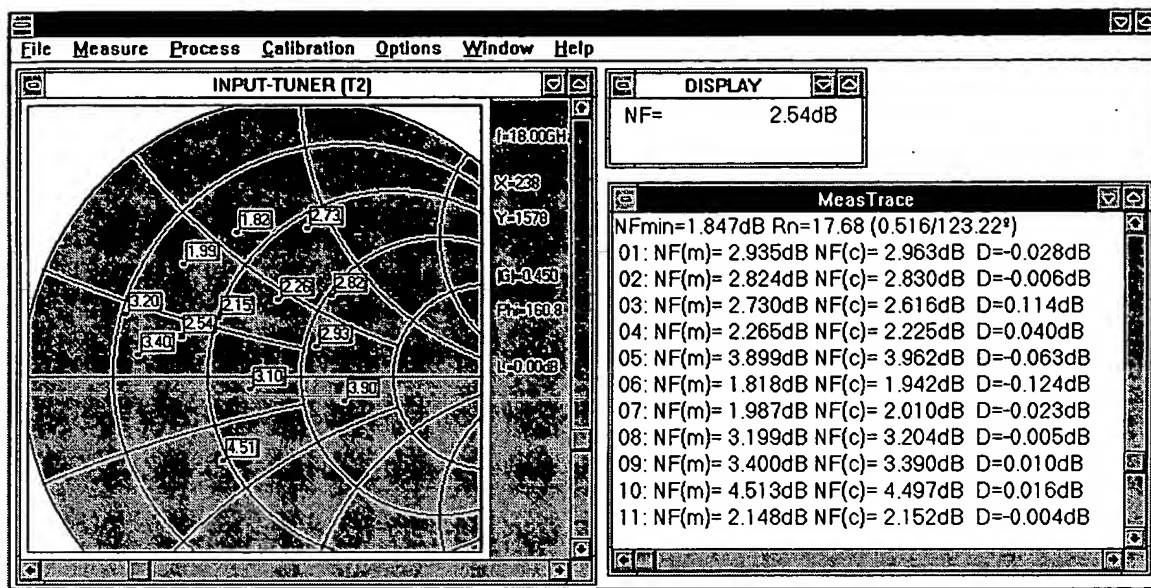 File Measure Process Calibration Options Window Help
INPUT-TUNER (T2)
f=18.00GH
X=238
Y=1578
|G|=0.450
Phi=160.8
L=0.00dB
1.82
2.73
1.99
2.26
2.82
3.20
2.15
2.54
3.40
2.93
3.10
3.90
4.51
DISPLAY
NF= 2.54dB
MeasTrace
NFmin=1.847dB Rn=17.68 (0.516/123.22º)
01: NF(m)= 2.935dB NF(c)= 2.963dB D=-0.028dB
02: NF(m)= 2.824dB NF(c)= 2.830dB D=-0.006dB
03: NF(m)= 2.730dB NF(c)= 2.616dB D=0.114dB
04: NF(m)= 2.265dB NF(c)= 2.225dB D=0.040dB
05: NF(m)= 3.899dB NF(c)= 3.962dB D=-0.063dB
06: NF(m)= 1.818dB NF(c)= 1.942dB D=-0.124dB
07: NF(m)= 1.987dB NF(c)= 2.010dB D=-0.023dB
08: NF(m)= 3.199dB NF(c)= 3.204dB D=-0.005dB
09: NF(m)= 3.400dB NF(c)= 3.390dB D=0.010dB
10: NF(m)= 4.513dB NF(c)= 4.497dB D=0.016dB
11: NF(m)= 2.148dB NF(c)= 2.152dB D=-0.004dB